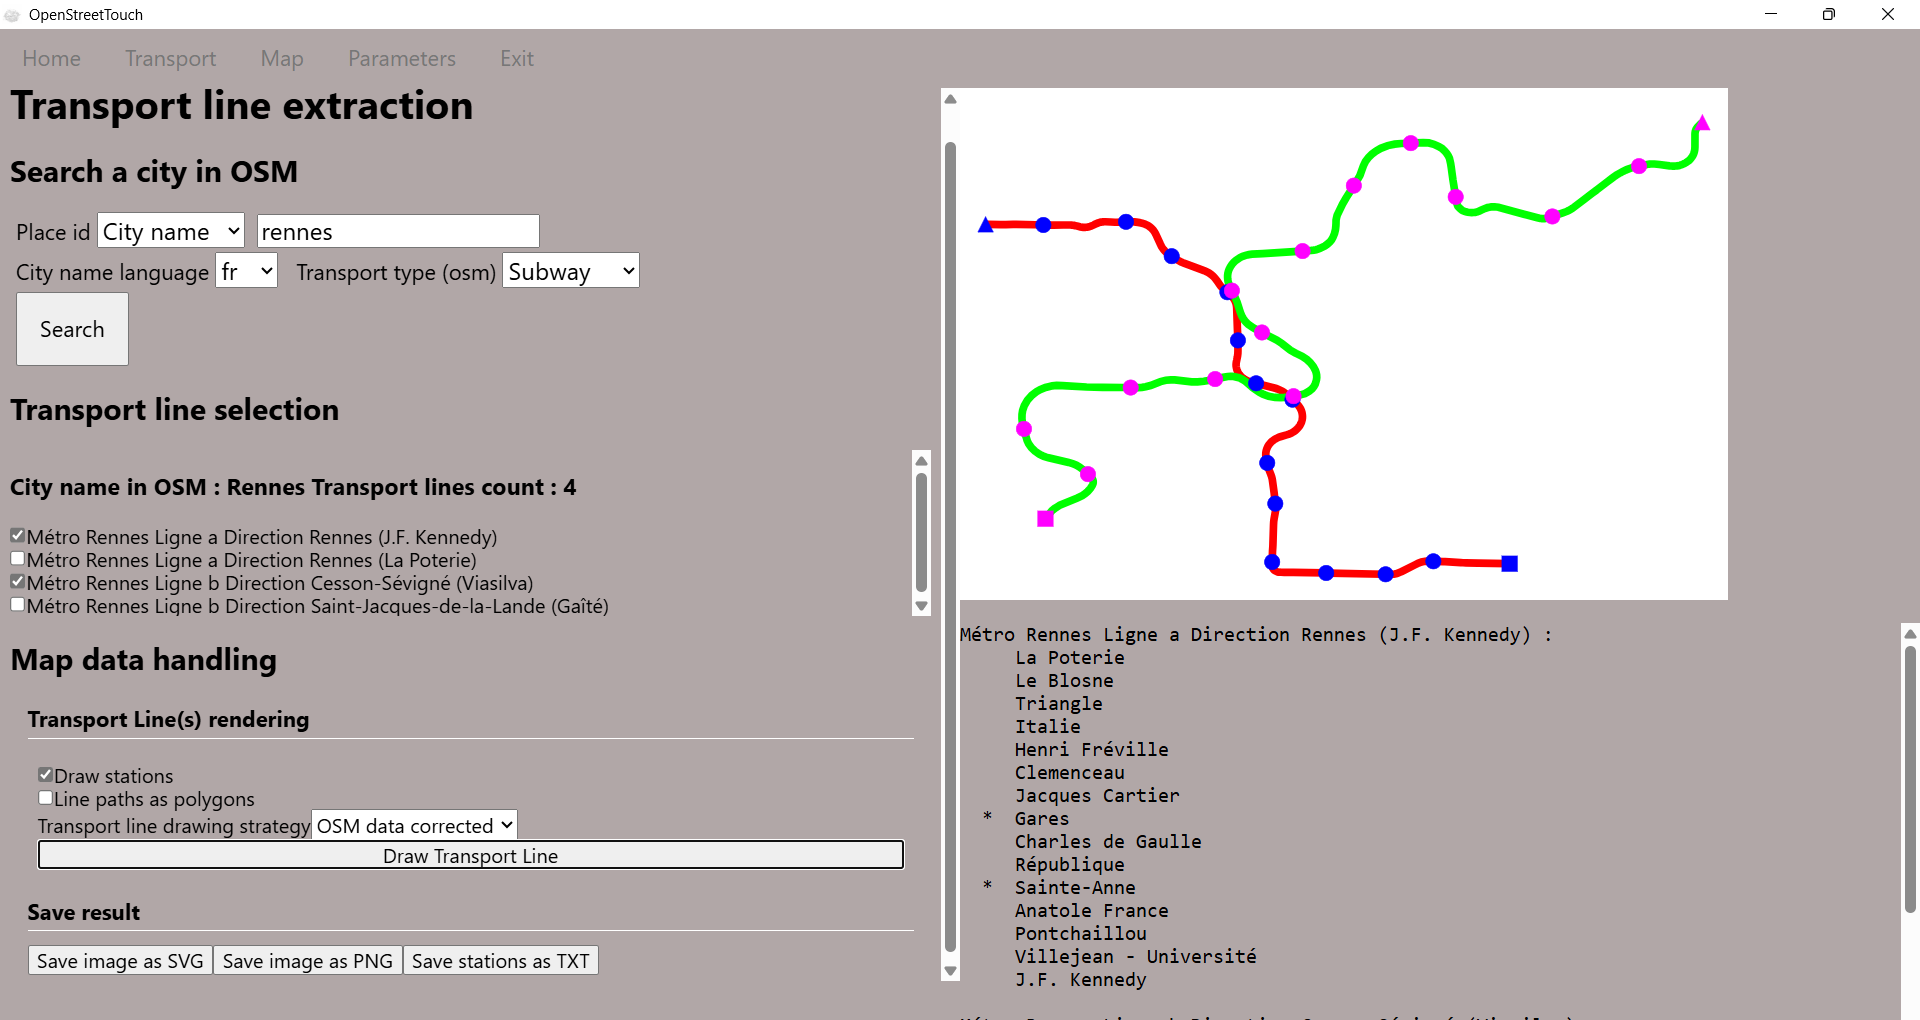 OpenStreetTouch
Home Transport Map Parameters Exit
Transport line extraction
Search a city in OSM
Place id City name rennes
City name language fr Transport type (osm) Subway
Search
Transport line selection
City name in OSM : Rennes Transport lines count : 4
Métro Rennes Ligne a Direction Rennes (J.F. Kennedy)
Métro Rennes Ligne a Direction Rennes (La Poterie)
Métro Rennes Ligne b Direction Cesson-Sévigné (Viasilva)
Métro Rennes Ligne b Direction Saint-Jacques-de-la-Lande (Gaîté)
Map data handling
Transport Line(s) rendering
Draw stations
Line paths as polygons
Transport line drawing strategy OSM data corrected
Draw Transport Line
Save result
Save image as SVG Save image as PNG Save stations as TXT
Métro Rennes Ligne a Direction Rennes (J.F. Kennedy) :
La Poterie
Le Blosne
Triangle
Italie
Henri Fréville
Clemenceau
Jacques Cartier
* Gares
Charles de Gaulle
République
* Sainte-Anne
Anatole France
Pontchaillou
Villejean - Université
J.F. Kennedy